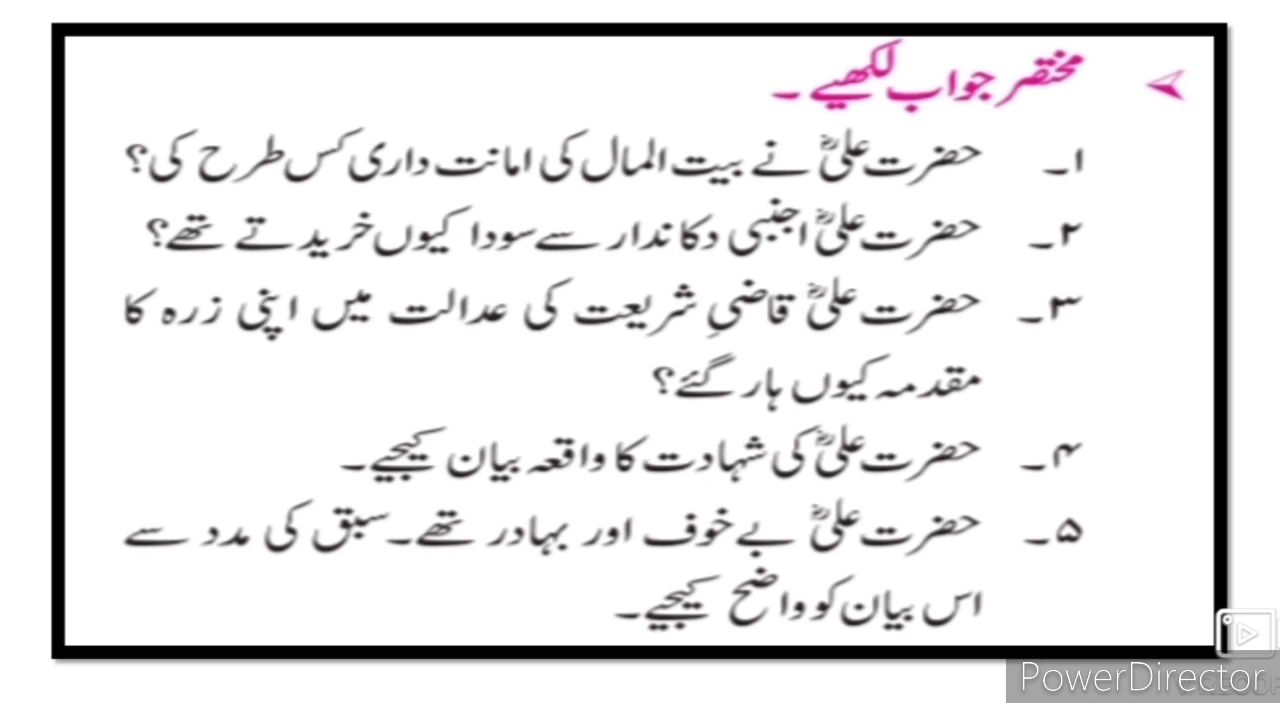 مختصر جواب لکھیے ۔
۱۔ حضرت علیؓ نے بیت المال کی امانت داری کس طرح کی؟
۲۔ حضرت علیؓ اجنبی دکاندار سے سودا کیوں خریدتے تھے؟
۳۔ حضرت علیؓ قاضیِ شریعت کی عدالت میں اپنی زرہ کا
مقدمہ کیوں ہار گئے؟
۴۔ حضرت علیؓ کی شہادت کا واقعہ بیان کیجیے۔
۵۔ حضرت علیؓ بے خوف اور بہادر تھے۔ سبق کی مدد سے
اس بیان کو واضح کیجیے۔
PowerDirector